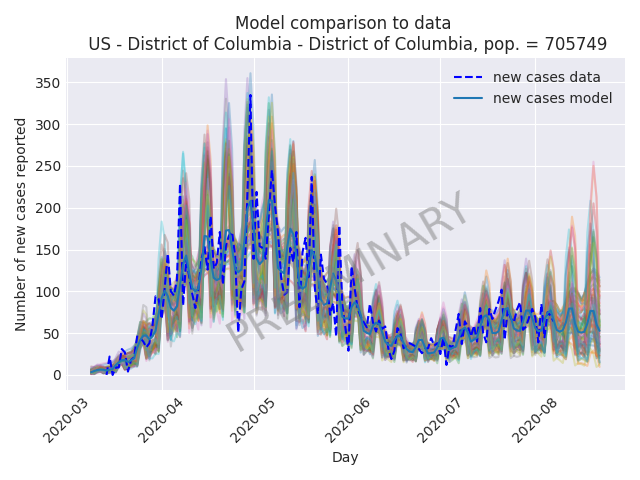 Model comparison to data
US - District of Columbia - District of Columbia, pop. = 705749
new cases data
new cases model
Number of new cases reported
350
300
250
200
150
100
50
0
PRELIMINARY
2020-03
2020-04
2020-05
2020-06
2020-07
2020-08
Day